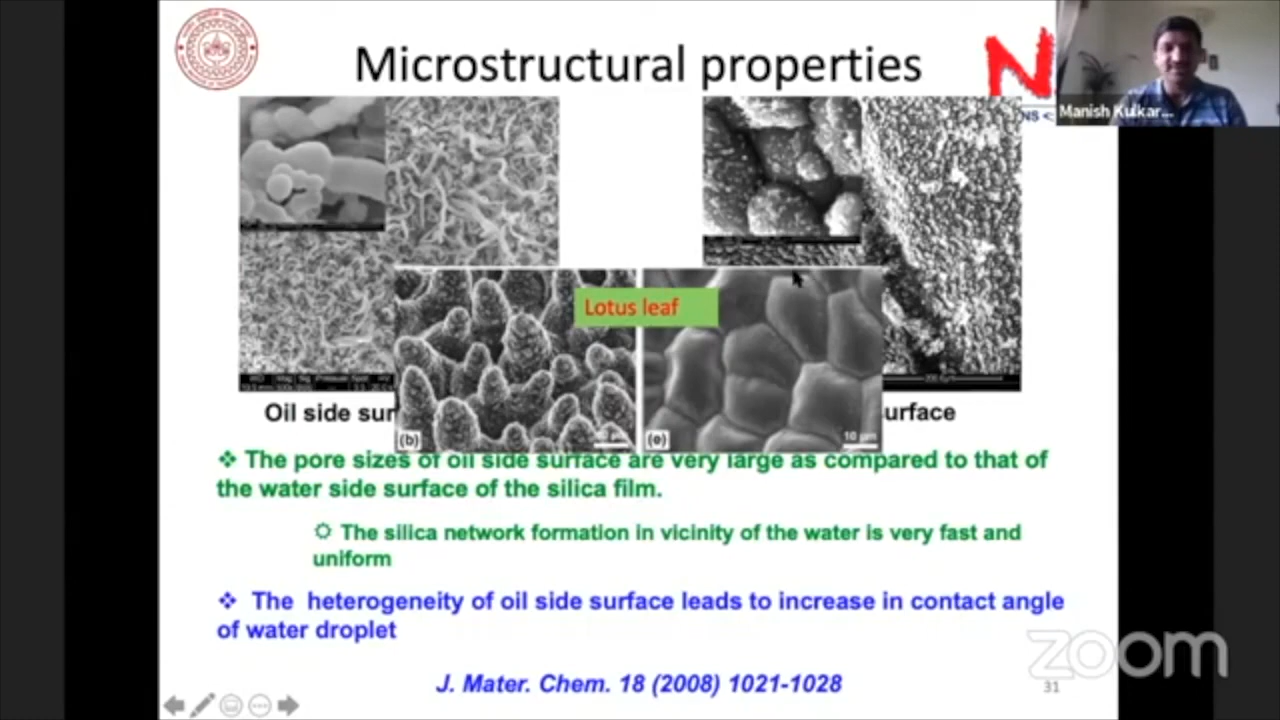 Microstructural properties
N
NS <
Manish Kulkar...
Lotus leaf
(b)
(e)
10 µm
Oil side sur
urface
❖ The pore sizes of oil side surface are very large as compared to that of
the water side surface of the silica film.
The silica network formation in vicinity of the water is very fast and
uniform
❖ The heterogeneity of oil side surface leads to increase in contact angle
of water droplet
J. Mater. Chem. 18 (2008) 1021-1028
31
zoom